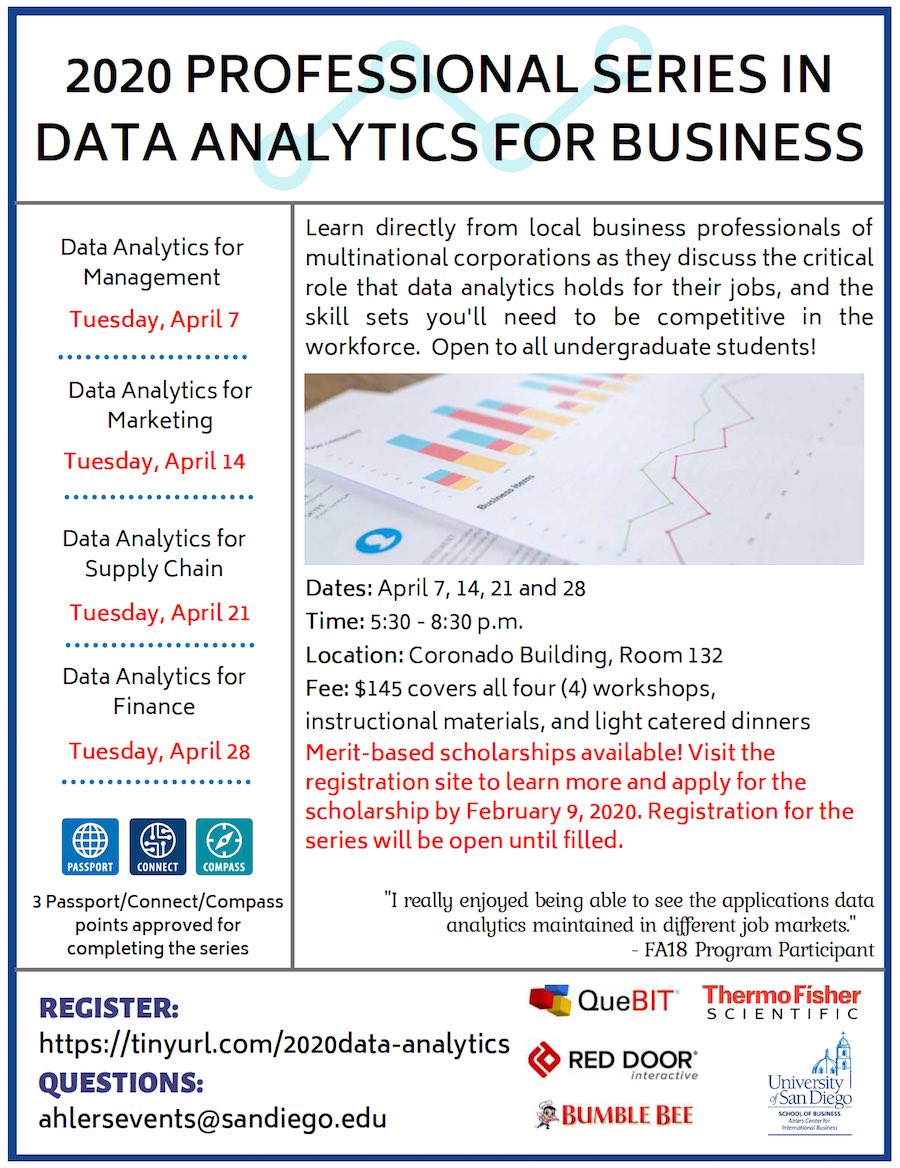 2020 PROFESSIONAL SERIES IN
DATA ANALYTICS FOR BUSINESS
Data Analytics for
Management
Tuesday, April 7
Data Analytics for
Marketing
Tuesday, April 14
Data Analytics for
Supply Chain
Tuesday, April 21
Data Analytics for
Finance
Tuesday, April 28
PASSPORT
CONNECT
COMPASS
3 Passport/Connect/Compass
points approved for
completing the series
Learn directly from local business professionals of
multinational corporations as they discuss the critical
role that data analytics holds for their jobs, and the
skill sets you'll need to be competitive in the
workforce. Open to all undergraduate students!
Business items
Dates: April 7, 14, 21 and 28
Time: 5:30 - 8:30 p.m.
Location: Coronado Building, Room 132
Fee: $145 covers all four (4) workshops,
instructional materials, and light catered dinners
Merit-based scholarships available! Visit the
registration site to learn more and apply for the
scholarship by February 9, 2020. Registration for the
series will be open until filled.
"I really enjoyed being able to see the applications data
analytics maintained in different job markets."
- FA18 Program Participant
REGISTER:
https://tinyurl.com/2020data-analytics
QUESTIONS:
ahlersevents@sandiego.edu
QueBIT
ThermoFisher
SCIENTIFIC
RED DOOR
interactive
BUMBLE BEE
University
of San Diego
SCHOOL OF BUSINESS
Ahlers Center for
International Business